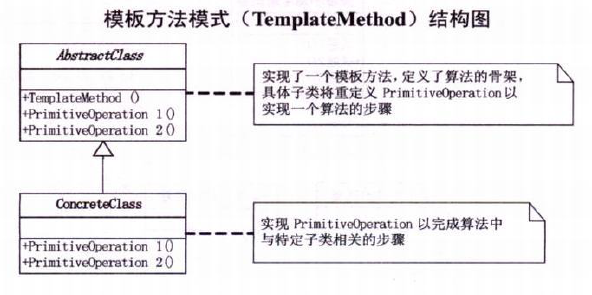 模板方法模式（TemplateMethod）结构图
AbstractClass
+TemplateMethod ()
+PrimitiveOperation 1()
+PrimitiveOperation 2()
实现了一个模板方法，定义了算法的骨架，
具体子类将重定义 PrimitiveOperation 以
实现一个算法的步骤
ConcreteClass
+PrimitiveOperation 1()
+PrimitiveOperation 2()
实现 PrimitiveOperation 以完成算法中
与特定子类相关的步骤